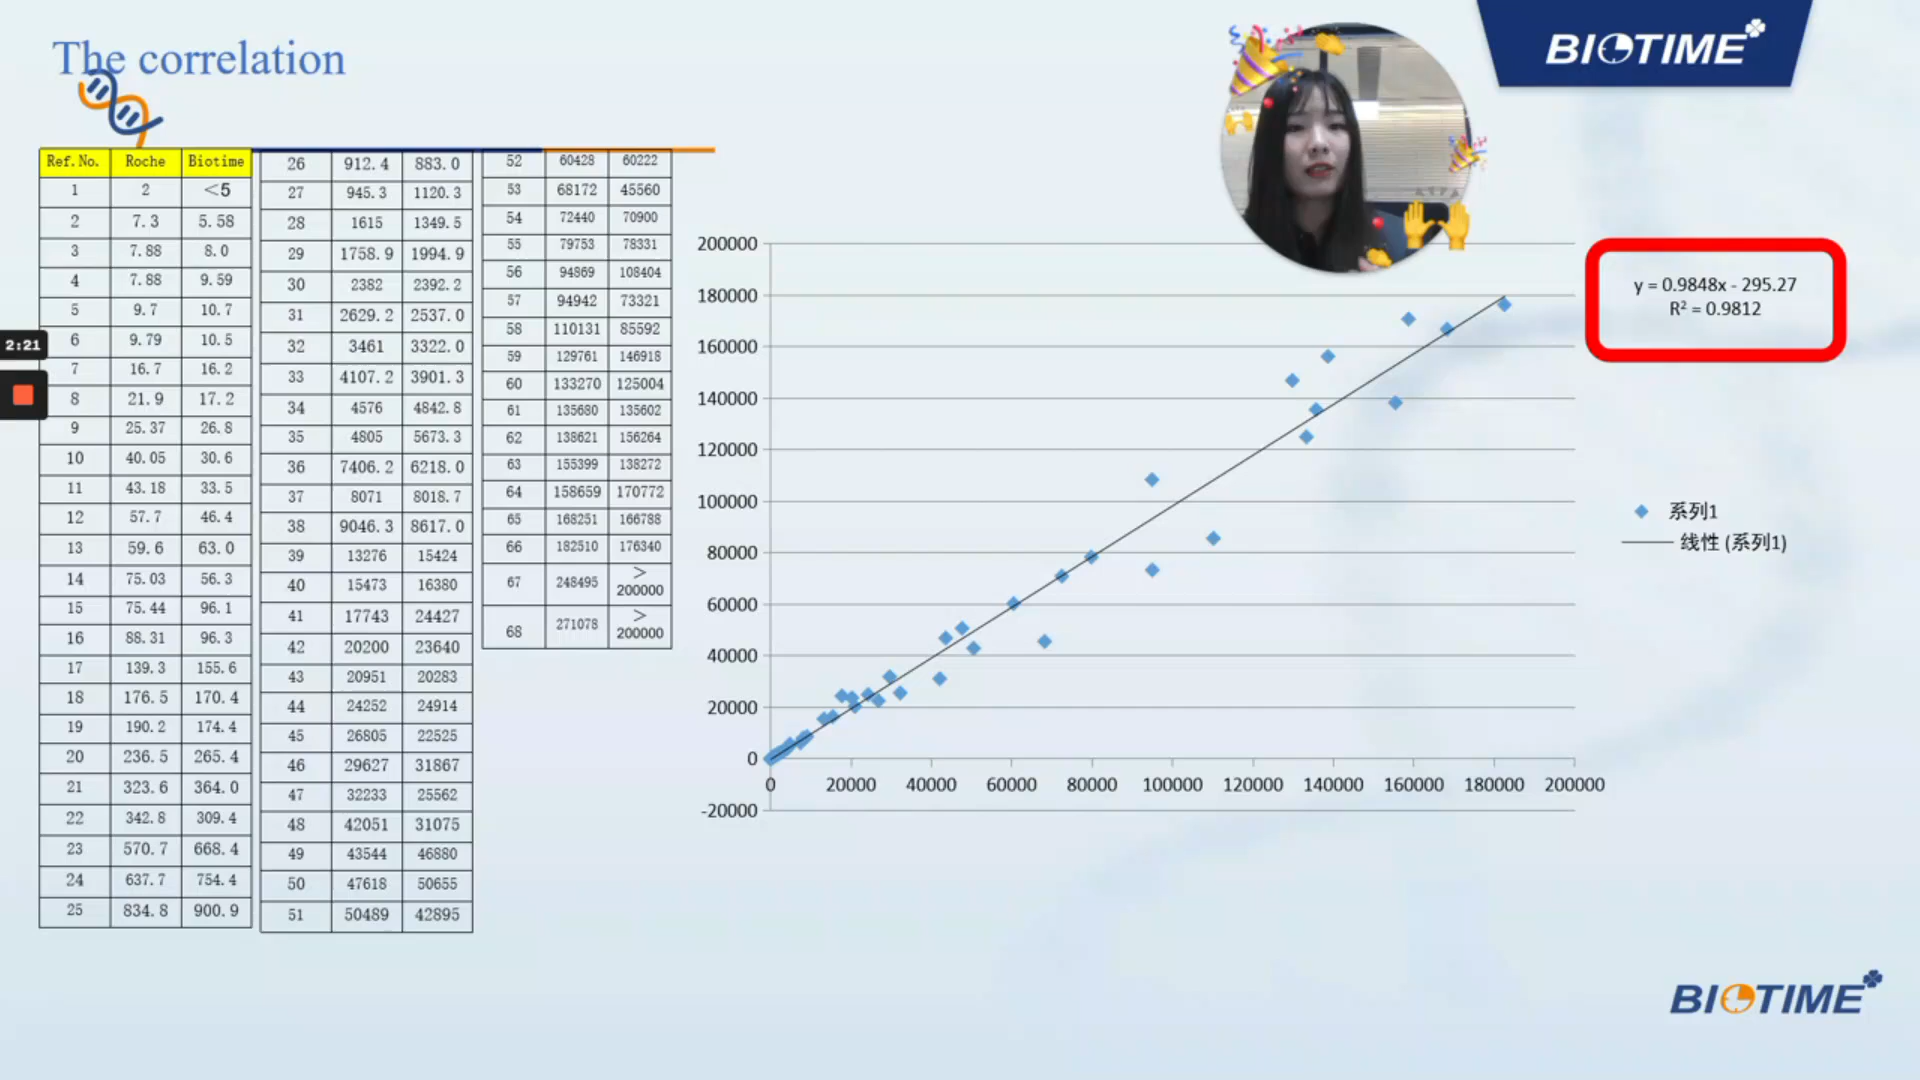 The correlation
BIOTIME
Ref.No. Roche Biotime
1 2 <5
2 7.3 5.58
3 7.88 8.0
4 7.88 9.59
5 9.7 10.7
6 9.79 10.5
7 16.7 16.2
8 21.9 17.2
9 25.37 26.8
10 40.05 30.6
11 43.18 33.5
12 57.7 46.4
13 59.6 63.0
14 75.03 56.3
15 75.44 96.1
16 88.31 96.3
17 139.3 155.6
18 176.5 170.4
19 190.2 174.4
20 236.5 265.4
21 323.6 364.0
22 342.8 309.4
23 570.7 668.4
24 637.7 754.4
25 834.8 900.9
26 912.4 883.0
27 945.3 1120.3
28 1615 1349.5
29 1758.9 1994.9
30 2382 2392.2
31 2629.2 2537.0
32 3461 3322.0
33 4107.2 3901.3
34 4576 4842.8
35 4805 5673.3
36 7406.2 6218.0
37 8071 8018.7
38 9046.3 8617.0
39 13276 15424
40 15473 16380
41 17743 24427
42 20200 23640
43 20951 20283
44 24252 24914
45 26805 22525
46 29627 31867
47 32233 25562
48 42051 31075
49 43544 46880
50 47618 50655
51 50489 42895
52 60428 60222
53 68172 45560
54 72440 70900
55 79753 78331
56 94869 108404
57 94942 73321
58 110131 85592
59 129761 146918
60 133270 125004
61 135680 135602
62 138621 156264
63 155399 138272
64 158659 170772
65 168251 166788
66 182510 176340
67 248495 >
200000
68 271078 >
200000
2:21
200000
180000
160000
140000
120000
100000
80000
60000
40000
20000
0
-20000
0 20000 40000 60000 80000 100000 120000 140000 160000 180000 200000
y = 0.9848x - 295.27
R² = 0.9812
系列1
线性 (系列1)
BIOTIME